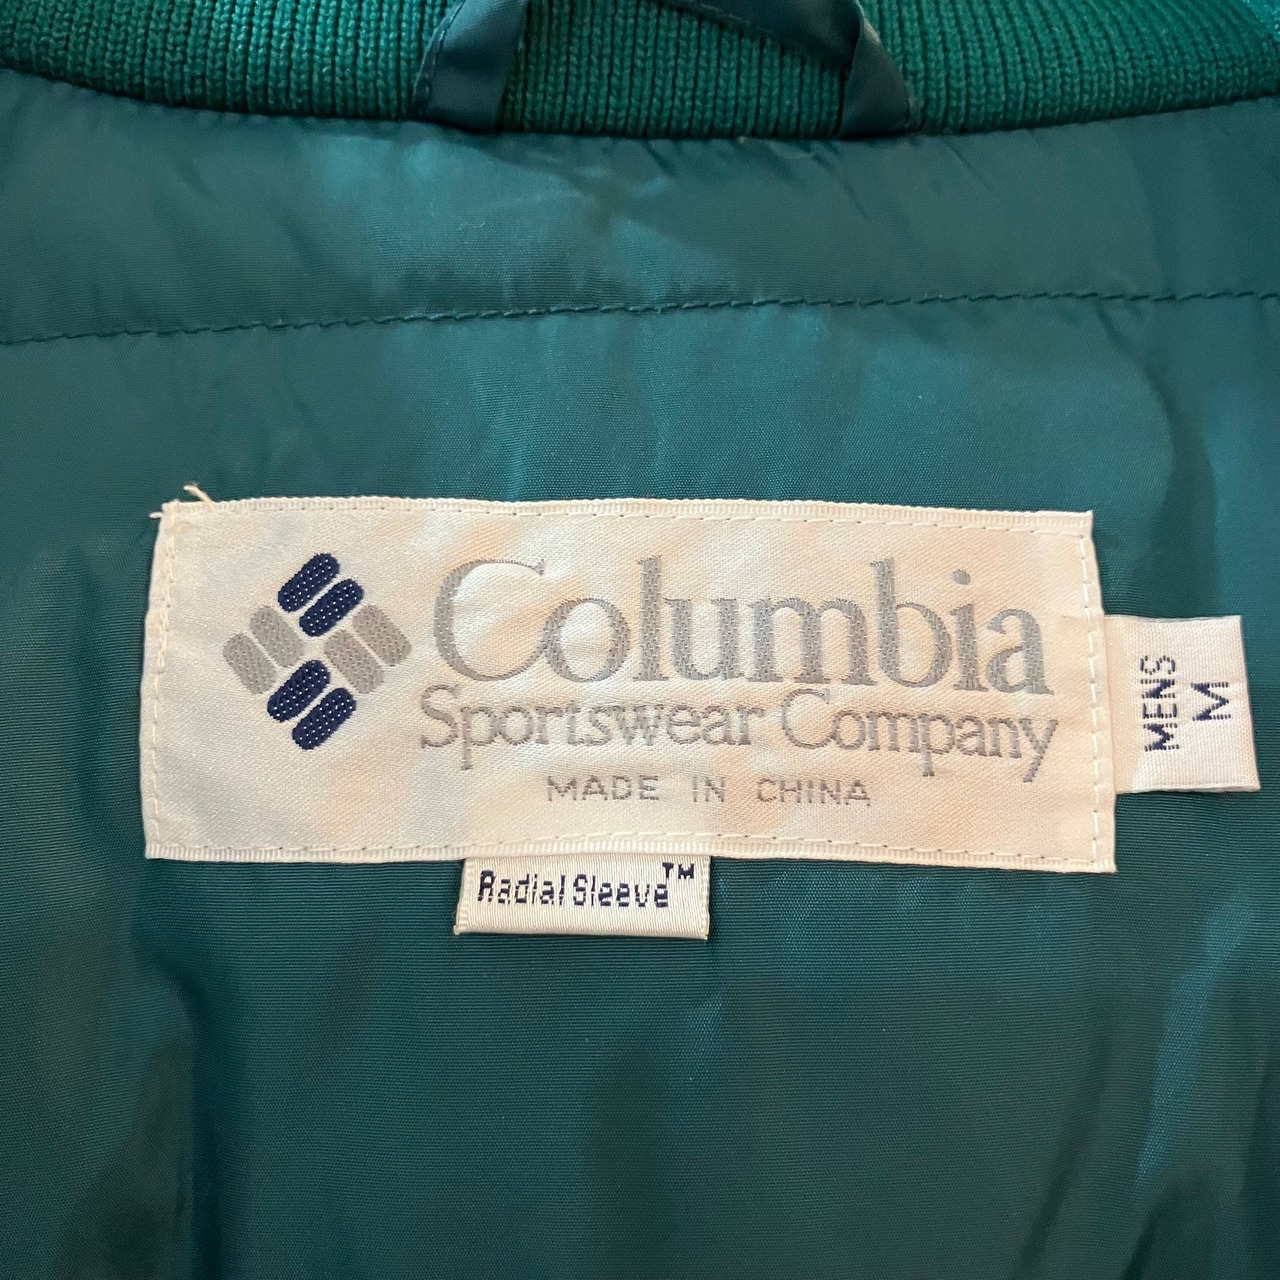 Columbia
Sportswear Company
MADE IN CHINA
MENS
M
Radial Sleeve™